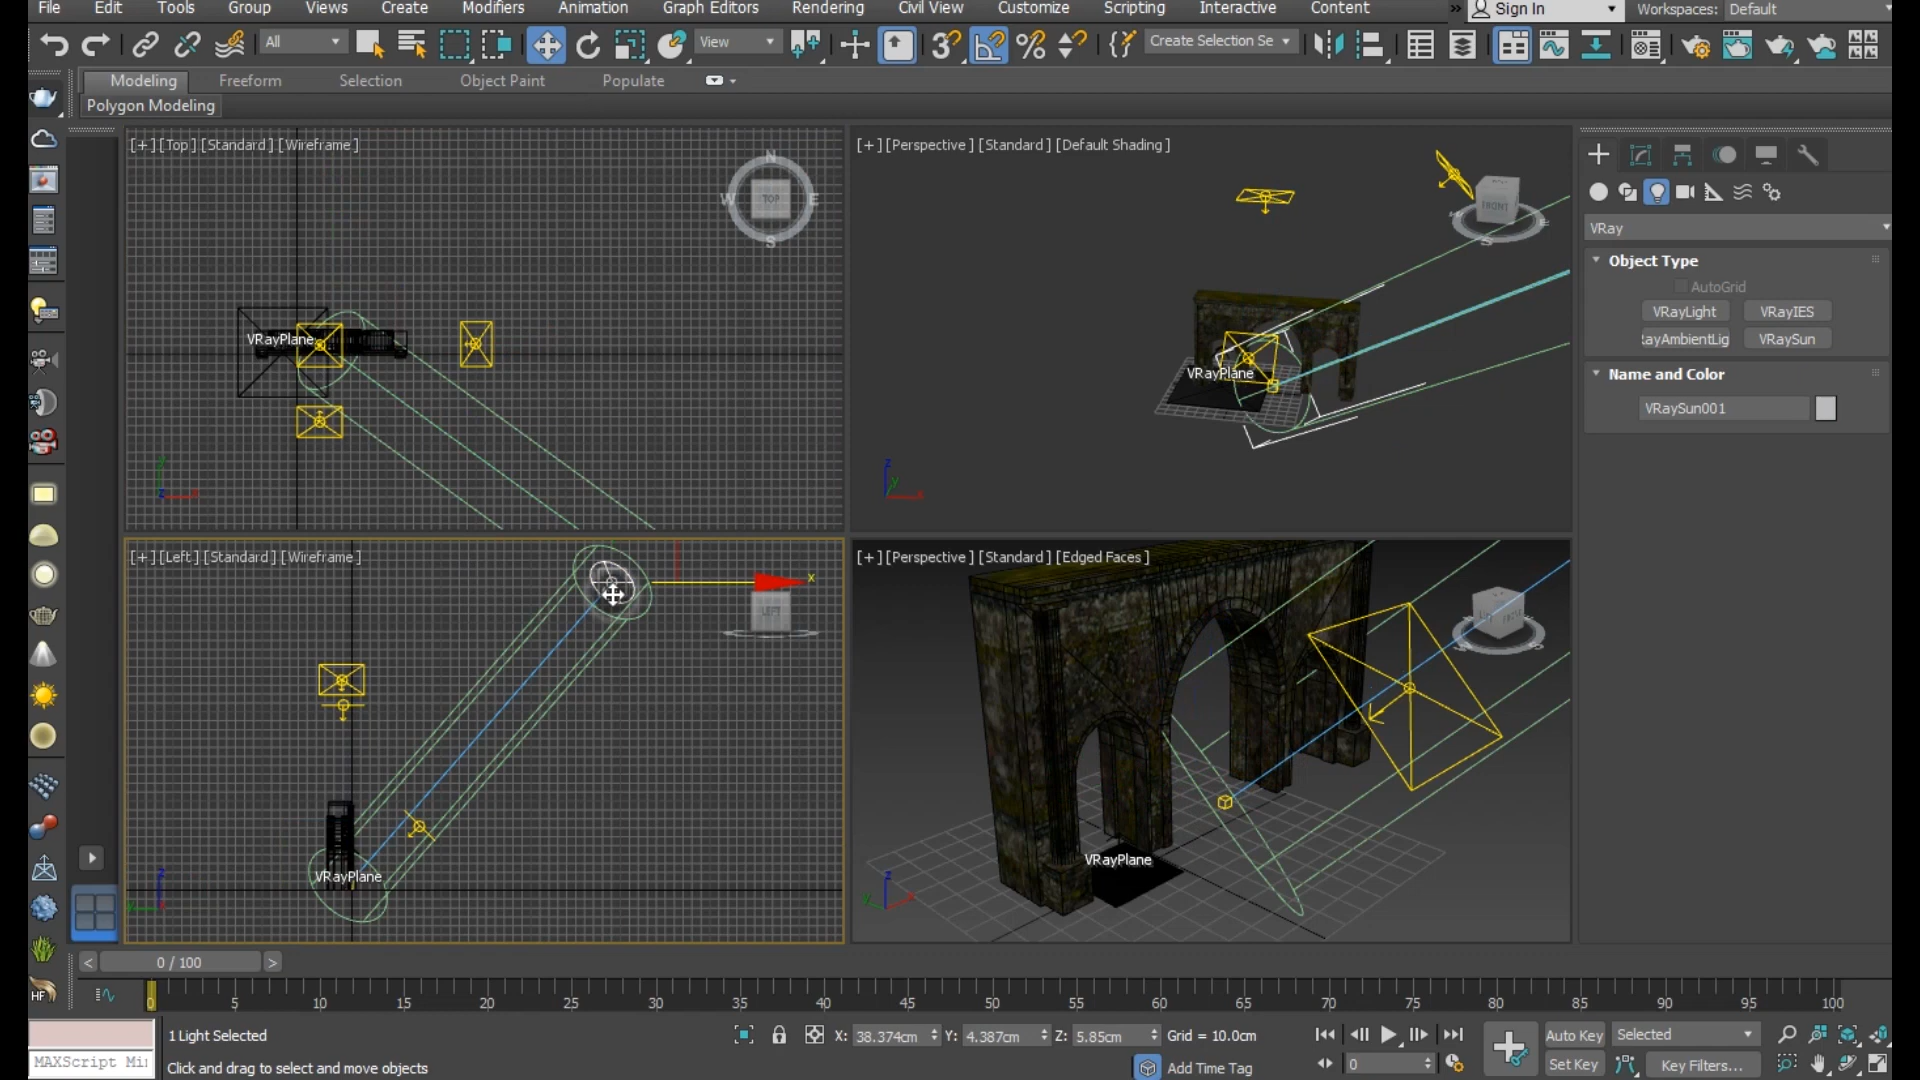 File Edit Tools Group Views Create Modifiers Animation Graph Editors Rendering Civil View Customize Scripting Interactive Content » Sign In Workspaces: Default
All View Create Selection Se
Modeling Freeform Selection Object Paint Populate
Polygon Modeling
[+] [Top] [Standard] [Wireframe]
N W E S TOP
VRayPlane
z x
[+] [Perspective] [Standard] [Default Shading]
FRONT
S
VRayPlane
z y x
[+] [Left] [Standard] [Wireframe]
x
LEFT
VRayPlane
z y
[+] [Perspective] [Standard] [Edged Faces]
VRayPlane
z y x
VRay
Object Type
AutoGrid
VRayLight VRayIES
ayAmbientLig VRaySun
Name and Color
VRaySun001
HF
< 0 / 100 >
0 5 10 15 20 25 30 35 40 45 50 55 60 65 70 75 80 85 90 95 100
1 Light Selected X: 38.374cm Y: 4.387cm Z: 5.85cm Grid = 10.0cm Auto Key Selected
MAXScript Mi Click and drag to select and move objects Add Time Tag 0 Set Key Key Filters...